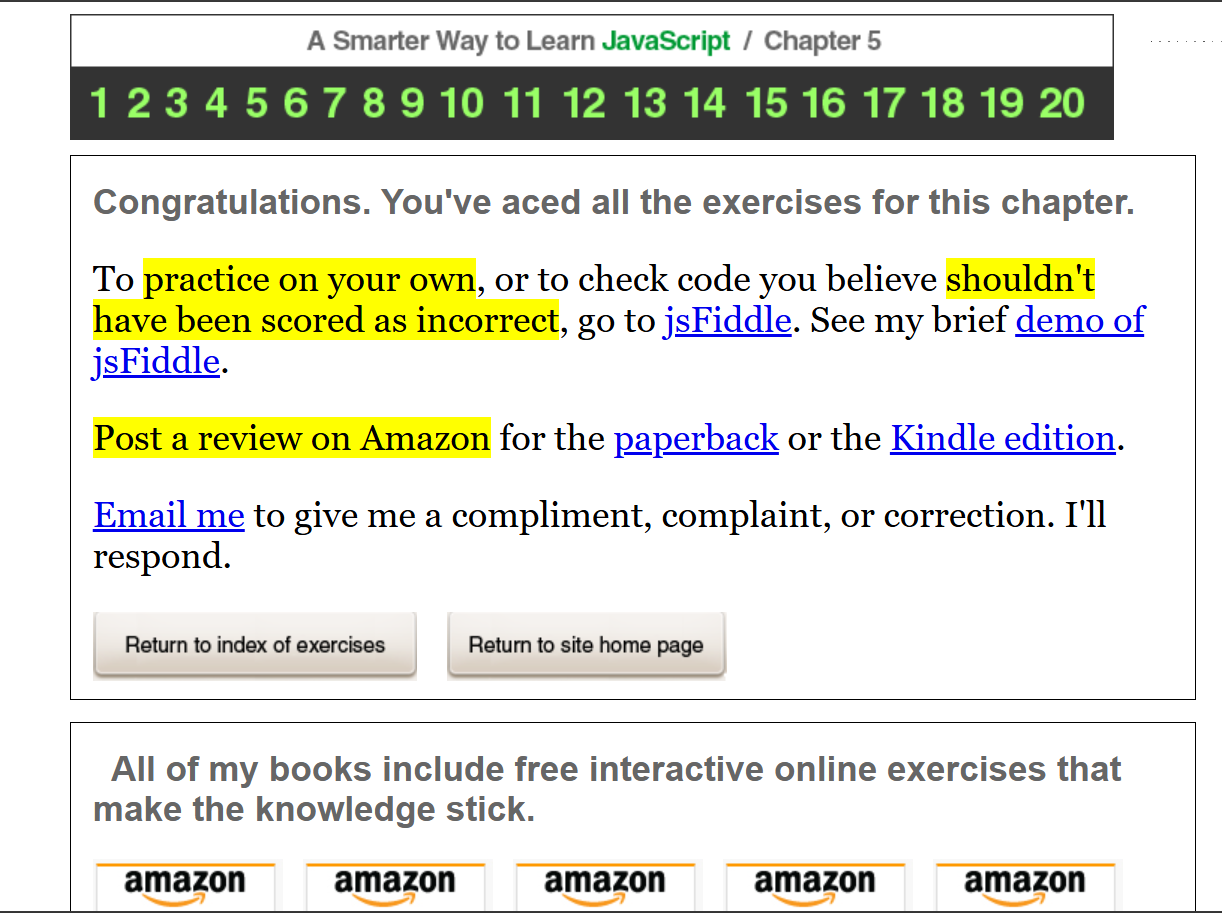 A Smarter Way to Learn JavaScript / Chapter 5
1 2 3 4 5 6 7 8 9 10 11 12 13 14 15 16 17 18 19 20
Congratulations. You've aced all the exercises for this chapter.
To practice on your own, or to check code you believe shouldn't
have been scored as incorrect, go to jsFiddle. See my brief demo of
jsFiddle.
Post a review on Amazon for the paperback or the Kindle edition.
Email me to give me a compliment, complaint, or correction. I'll
respond.
Return to index of exercises Return to site home page
All of my books include free interactive online exercises that
make the knowledge stick.
amazon amazon amazon amazon amazon